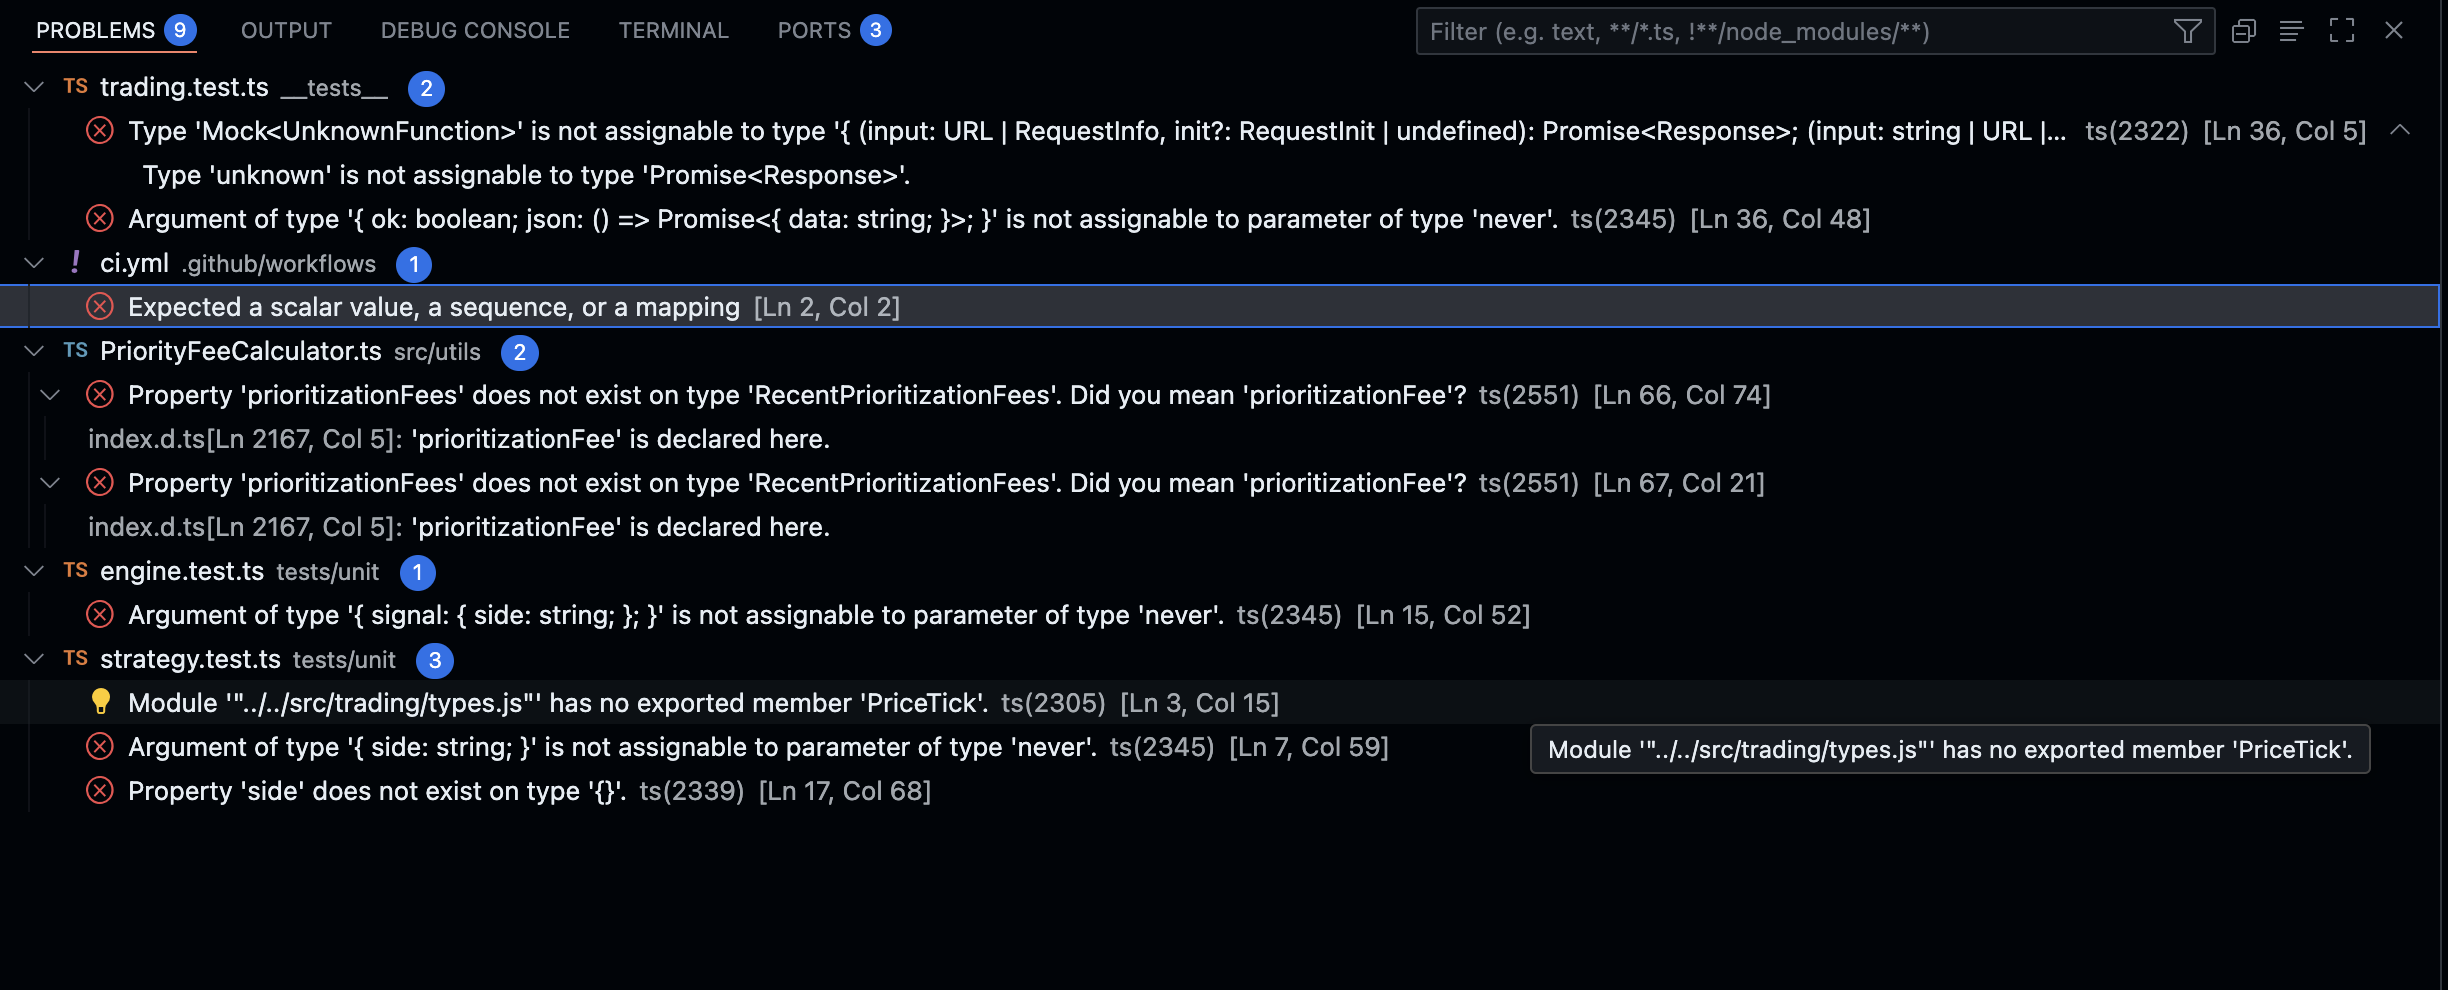 PROBLEMS 9 OUTPUT DEBUG CONSOLE TERMINAL PORTS 3 Filter (e.g. text, **/*.ts, !**/node_modules/**)
TS trading.test.ts __tests__ 2
Type 'Mock<UnknownFunction>' is not assignable to type '{ (input: URL | RequestInfo, init?: RequestInit | undefined): Promise<Response>; (input: string | URL |... ts(2322) [Ln 36, Col 5]
Type 'unknown' is not assignable to type 'Promise<Response>'.
Argument of type '{ ok: boolean; json: () => Promise<{ data: string; }>; }' is not assignable to parameter of type 'never'. ts(2345) [Ln 36, Col 48]
! ci.yml .github/workflows 1
Expected a scalar value, a sequence, or a mapping [Ln 2, Col 2]
TS PriorityFeeCalculator.ts src/utils 2
Property 'prioritizationFees' does not exist on type 'RecentPrioritizationFees'. Did you mean 'prioritizationFee'? ts(2551) [Ln 66, Col 74]
index.d.ts[Ln 2167, Col 5]: 'prioritizationFee' is declared here.
Property 'prioritizationFees' does not exist on type 'RecentPrioritizationFees'. Did you mean 'prioritizationFee'? ts(2551) [Ln 67, Col 21]
index.d.ts[Ln 2167, Col 5]: 'prioritizationFee' is declared here.
TS engine.test.ts tests/unit 1
Argument of type '{ signal: { side: string; }; }' is not assignable to parameter of type 'never'. ts(2345) [Ln 15, Col 52]
TS strategy.test.ts tests/unit 3
Module '"../../src/trading/types.js"' has no exported member 'PriceTick'. ts(2305) [Ln 3, Col 15]
Argument of type '{ side: string; }' is not assignable to parameter of type 'never'. ts(2345) [Ln 7, Col 59]
Module '"../../src/trading/types.js"' has no exported member 'PriceTick'.
Property 'side' does not exist on type '{}'. ts(2339) [Ln 17, Col 68]